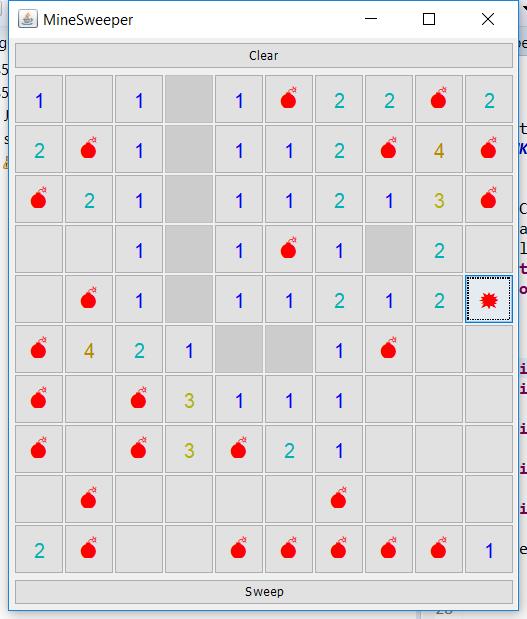 MineSweeper
Clear
1 1 1 2 2 2
2 1 1 1 2 4
2 1 1 1 2 1 3
1 1 1 2
1 1 1 2 1 2
4 2 1 1
3 1 1 1
3 2 1
2 1
Sweep